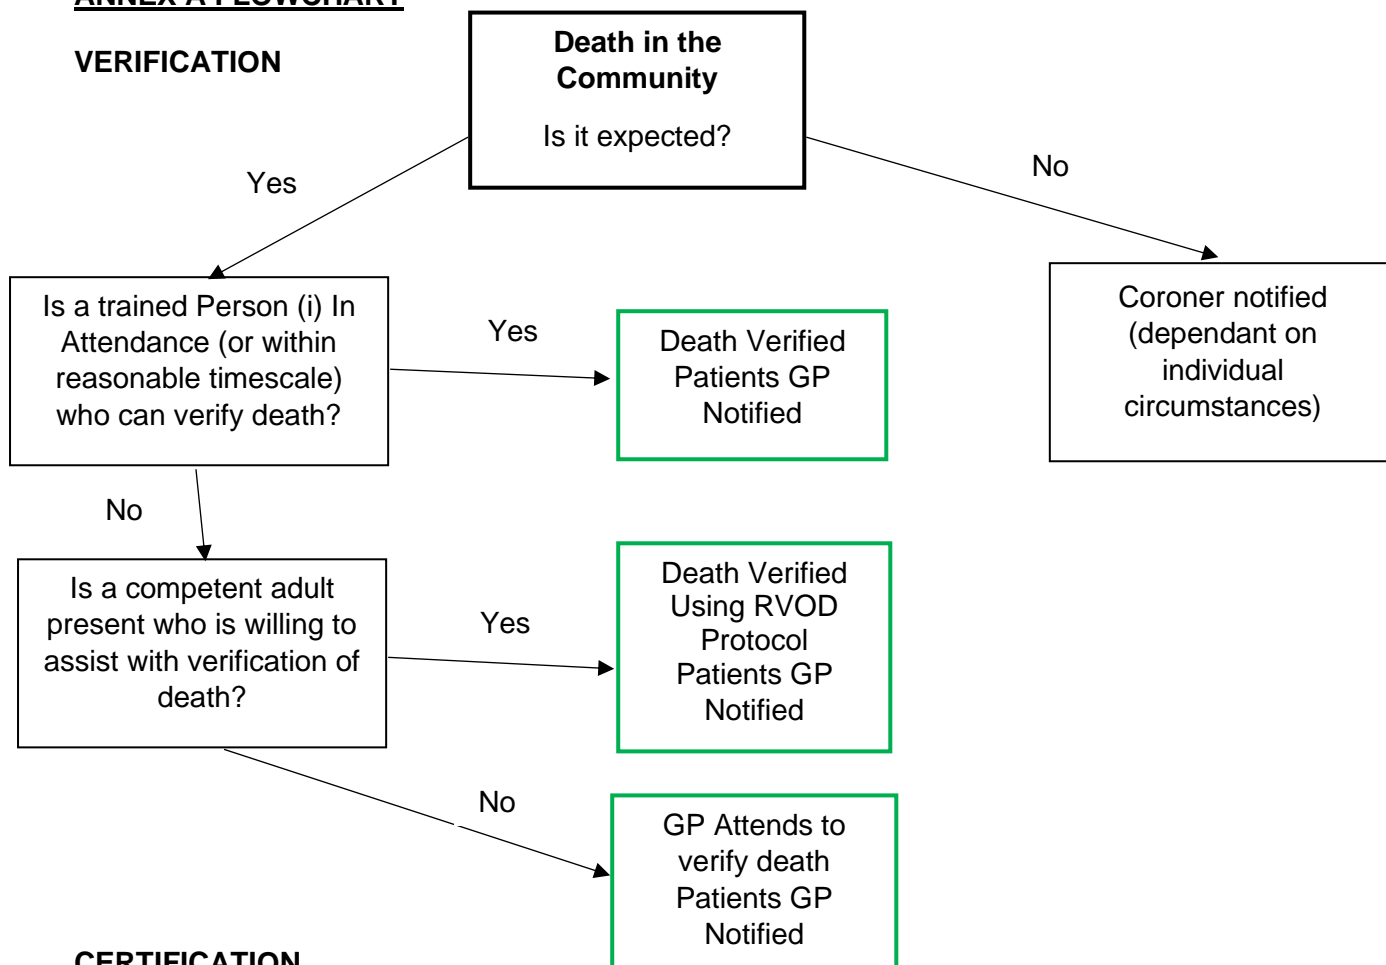 ANNEX A FLOWCHART
VERIFICATION
Death in the
Community
Is it expected?
Yes
No
Is a trained Person (i) In
Attendance (or within
reasonable timescale)
who can verify death?
Yes
Death Verified
Patients GP
Notified
Coroner notified
(dependant on
individual
circumstances)
No
Is a competent adult
present who is willing to
assist with verification of
death?
Yes
Death Verified
Using RVOD
Protocol
Patients GP
Notified
No
GP Attends to
verify death
Patients GP
Notified
CERTIFICATION